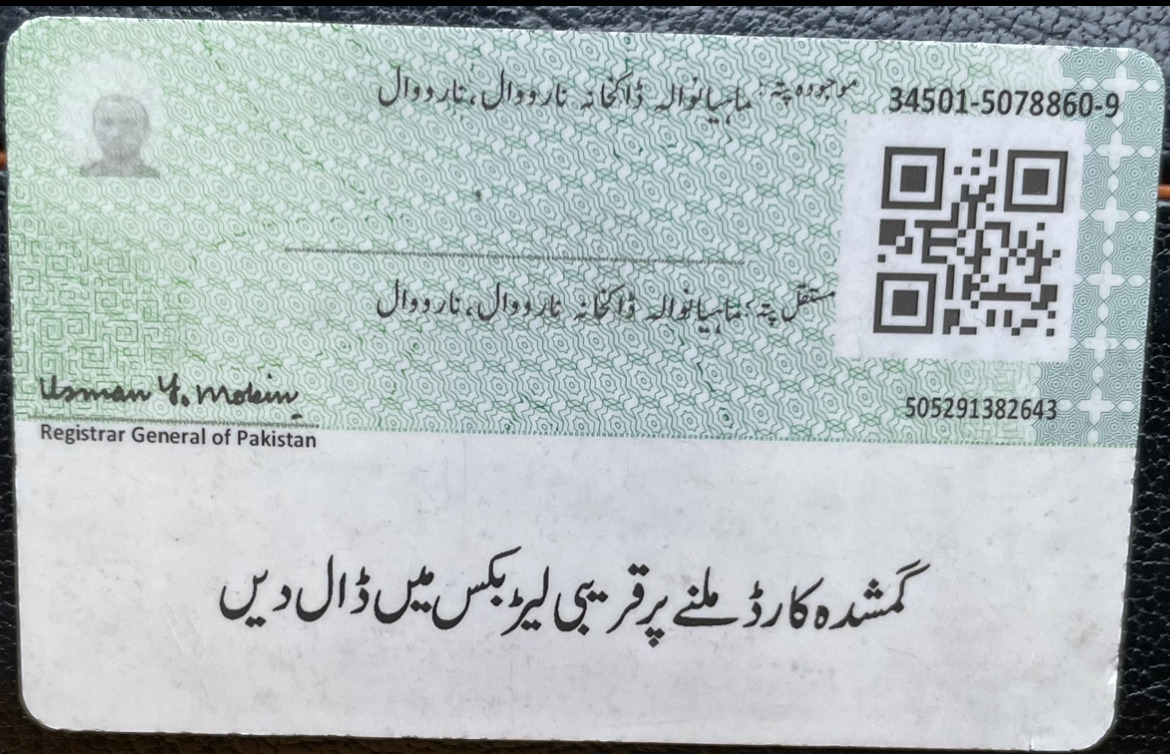 34501-5078860-9
موجودہ پتہ: ماہیانوالہ ڈاکخانہ نارووال، نارووال
مستقل پتہ: ماہیانوالہ ڈاکخانہ نارووال، نارووال
505291382643
Usman Y. Mobin
Registrar General of Pakistan
گمشدہ کارڈ ملنے پر قریبی لیٹر بکس میں ڈال دیں